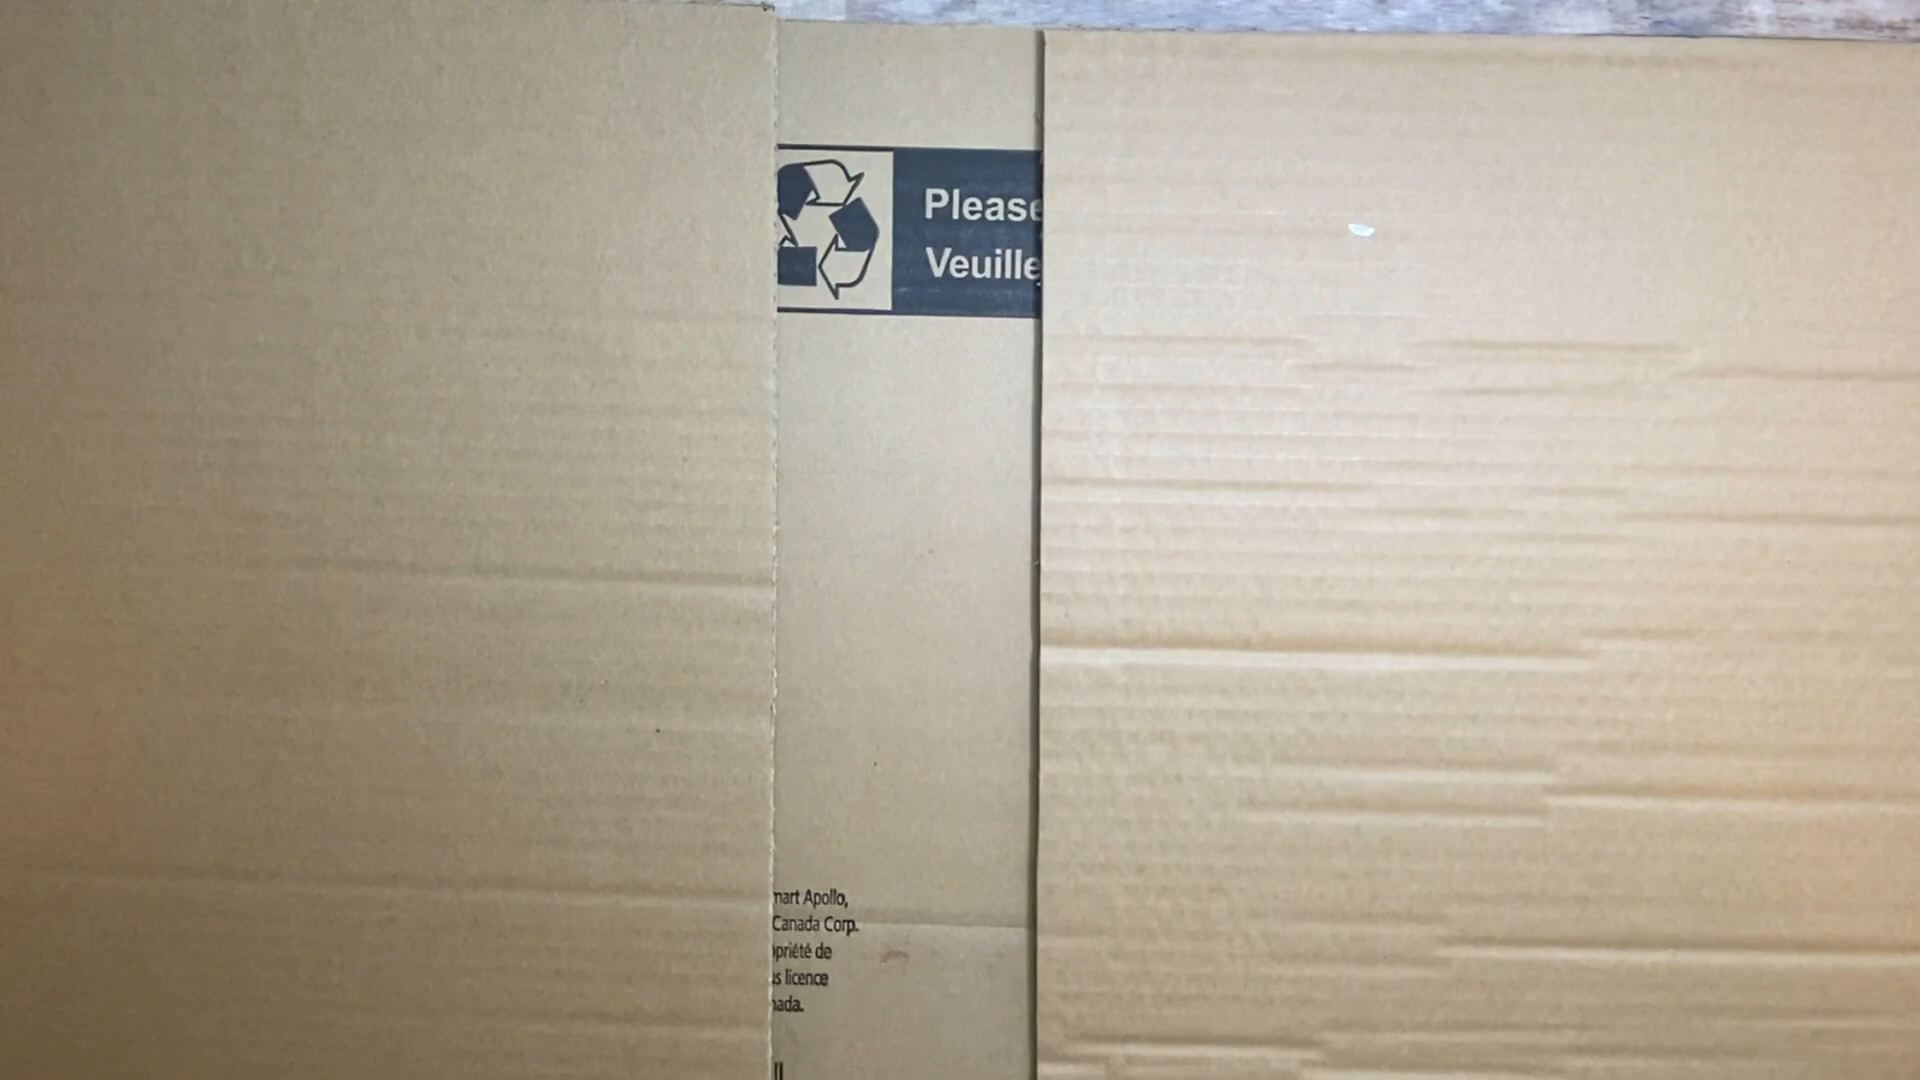 Please
Veuille
mart Apollo,
Canada Corp.
priété de
s licence
nada.